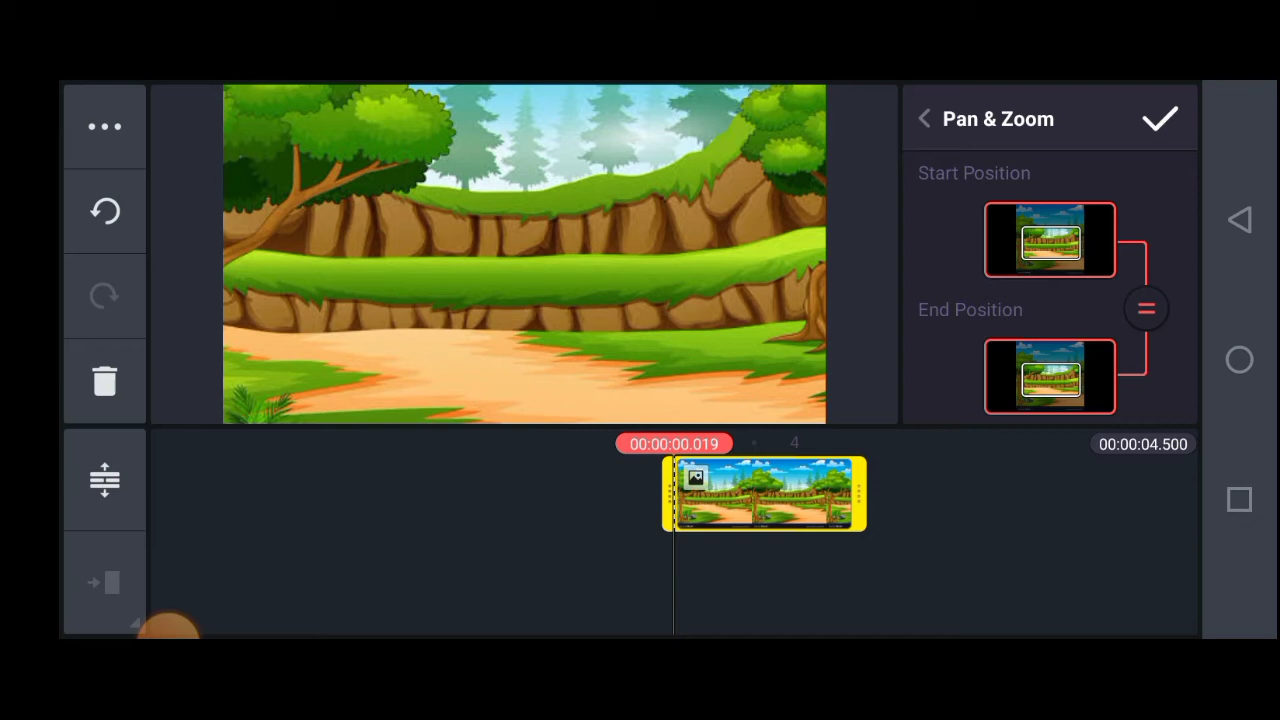 Pan & Zoom
Start Position
=
End Position
00:00:00.019
4
00:00:04.500